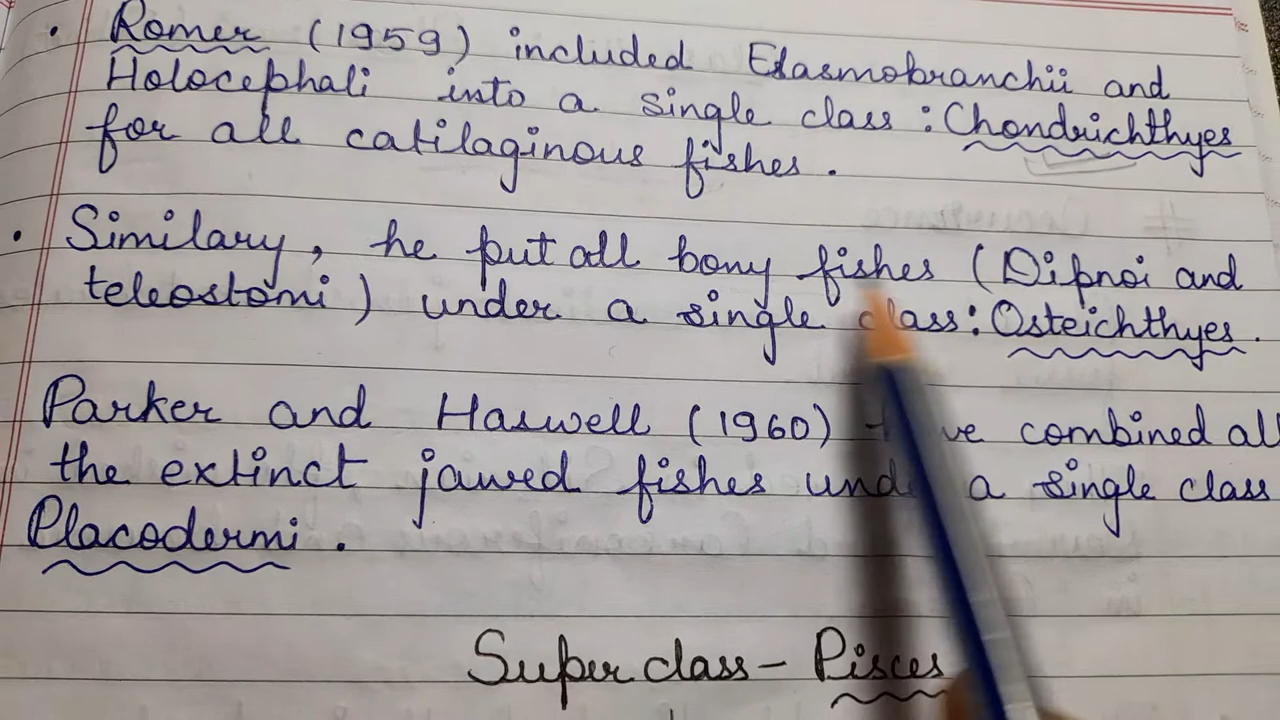 • Romer (1959) included Elasmobranchii and
Holocephali into a single class : Chondrichthyes
for all catilaginous fishes .
• Similary, he put all bony fishes (Dipnoi and
teleostomi) under a single class: Osteichthyes .
Parker and Haswell (1960) combined all
the extinct jawed fishes a single class
Placodermi .
Super class - Pisces